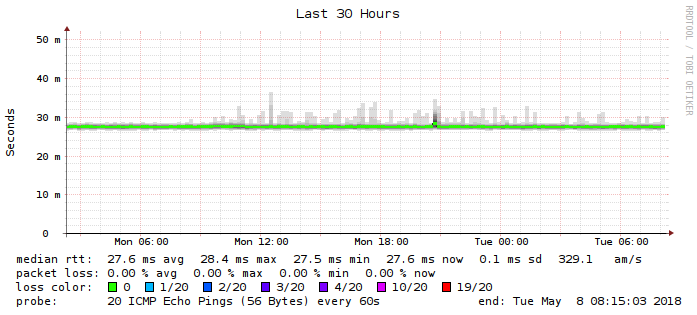 Last 30 Hours
RRDTOOL / TOBI OETIKER
Seconds
50 m
40 m
30 m
20 m
10 m
0
Mon 06:00 Mon 12:00 Mon 18:00 Tue 00:00 Tue 06:00
median rtt: 27.6 ms avg 28.4 ms max 27.5 ms min 27.6 ms now 0.1 ms sd 329.1 am/s
packet loss: 0.00 % avg 0.00 % max 0.00 % min 0.00 % now
loss color: 0 1/20 2/20 3/20 4/20 10/20 19/20
probe: 20 ICMP Echo Pings (56 Bytes) every 60s end: Tue May 8 08:15:03 2018